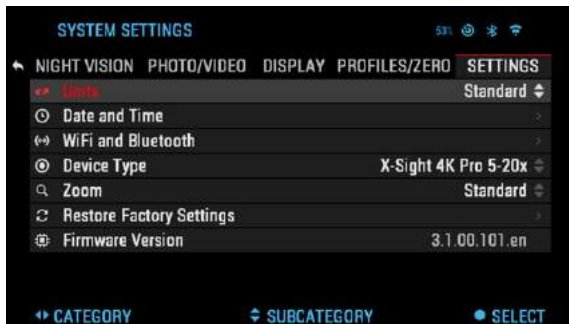 SYSTEM SETTINGS 53%
NIGHT VISION PHOTO/VIDEO DISPLAY PROFILES/ZERO SETTINGS
Units Standard
Date and Time
WiFi and Bluetooth
Device Type X-Sight 4K Pro 5-20x
Zoom Standard
Restore Factory Settings
Firmware Version 3.1.00.101.en
CATEGORY SUBCATEGORY SELECT